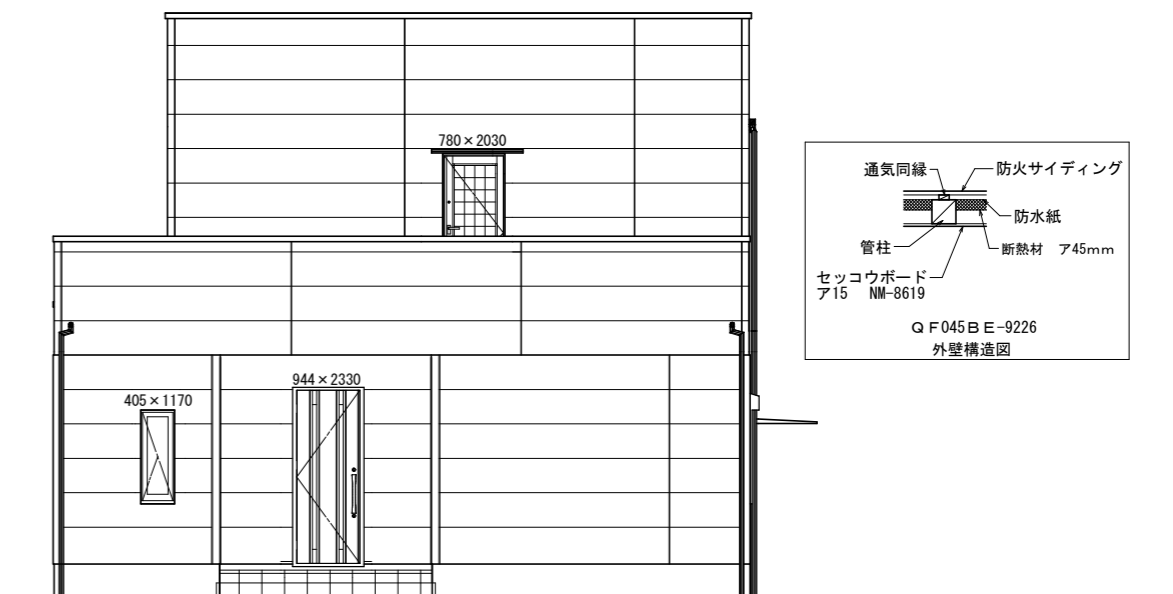 780×2030
944×2330
405×1170
通気同縁
防火サイディング
防水紙
管柱
断熱材 ア45mm
セッコウボード
ア15 NM-8619
QF045BE-9226
外壁構造図